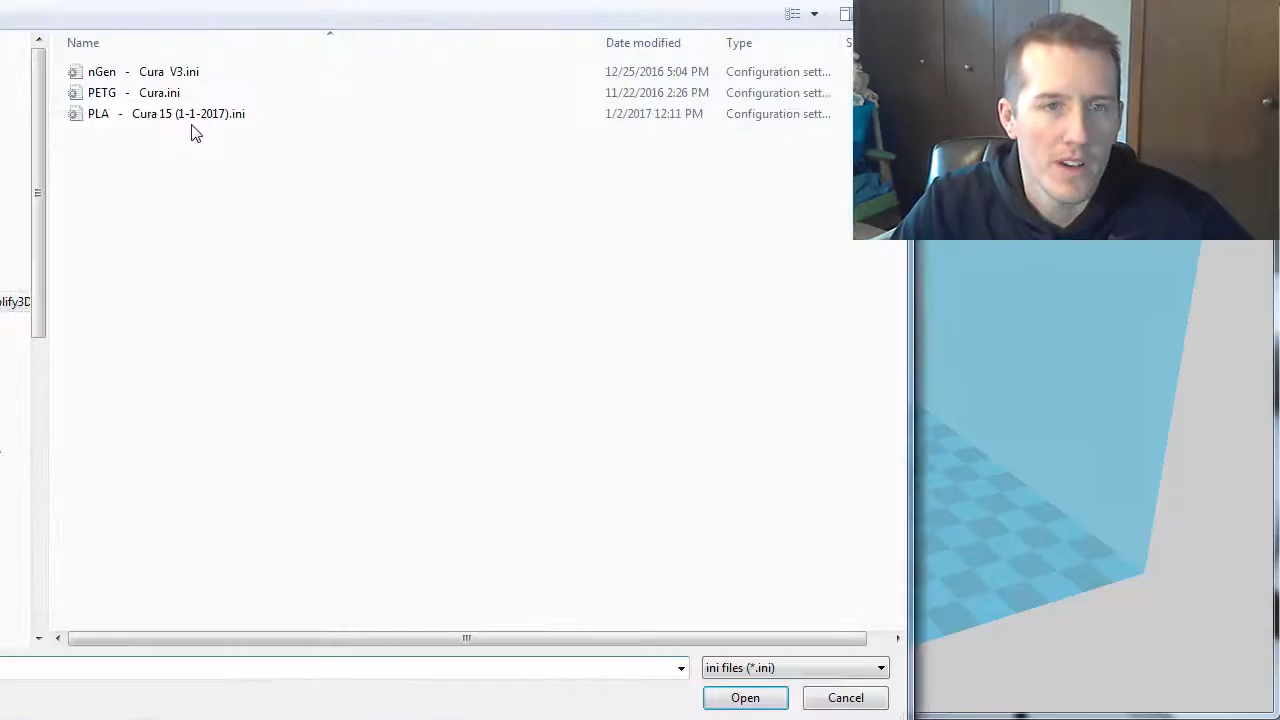 Name Date modified Type S
nGen - Cura V3.ini 12/25/2016 5:04 PM Configuration sett...
PETG - Cura.ini 11/22/2016 2:26 PM Configuration sett...
PLA - Cura 15 (1-1-2017).ini 1/2/2017 12:11 PM Configuration sett...
plify3D
ini files (*.ini)
Open Cancel